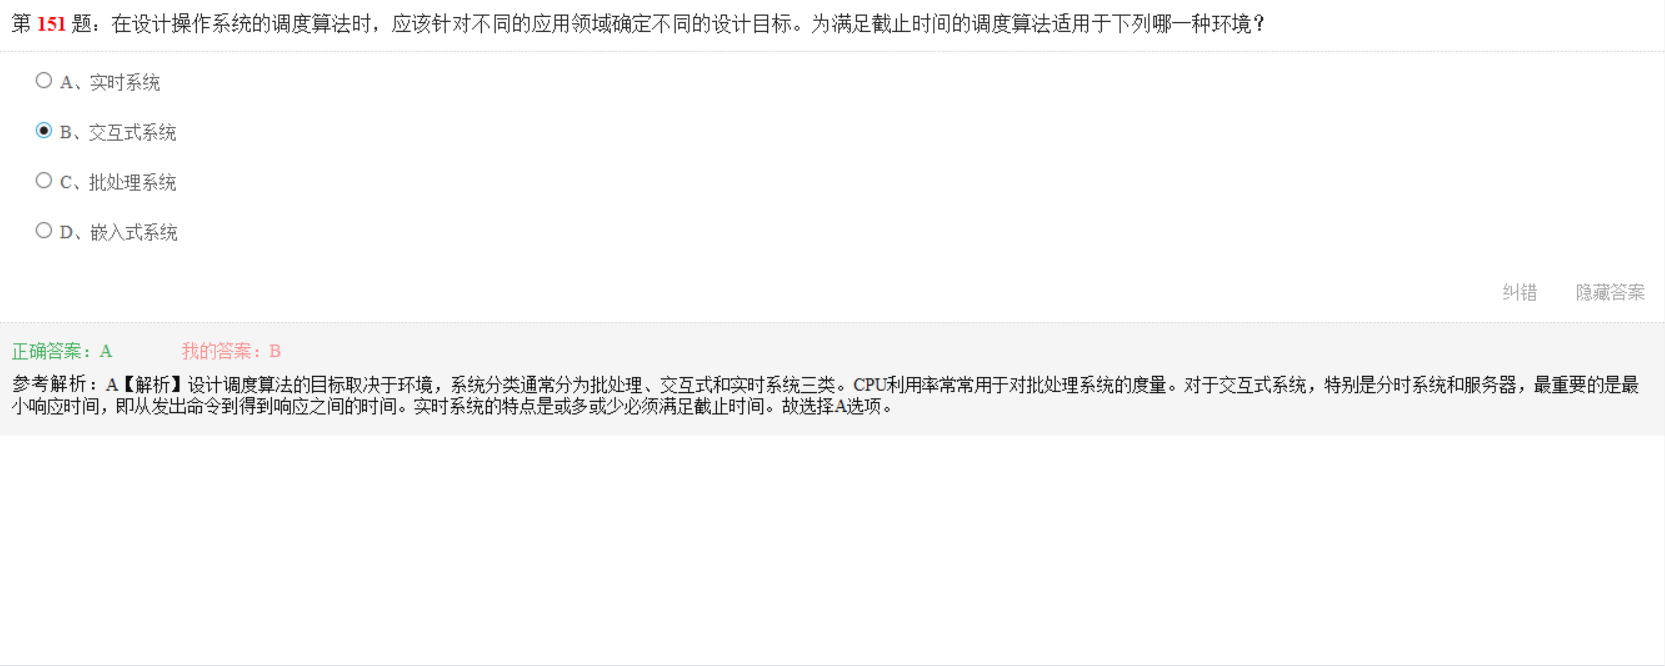 第 151 题：在设计操作系统的调度算法时，应该针对不同的应用领域确定不同的设计目标。为满足截止时间的调度算法适用于下列哪一种环境？
A、实时系统
B、交互式系统
C、批处理系统
D、嵌入式系统
纠错 隐藏答案
正确答案：A 我的答案：B
参考解析：A【解析】设计调度算法的目标取决于环境，系统分类通常分为批处理、交互式和实时系统三类。CPU利用率常常用于对批处理系统的度量。对于交互式系统，特别是分时系统和服务器，最重要的是最
小响应时间，即从发出命令到得到响应之间的时间。实时系统的特点是或多或少必须满足截止时间。故选择A选项。